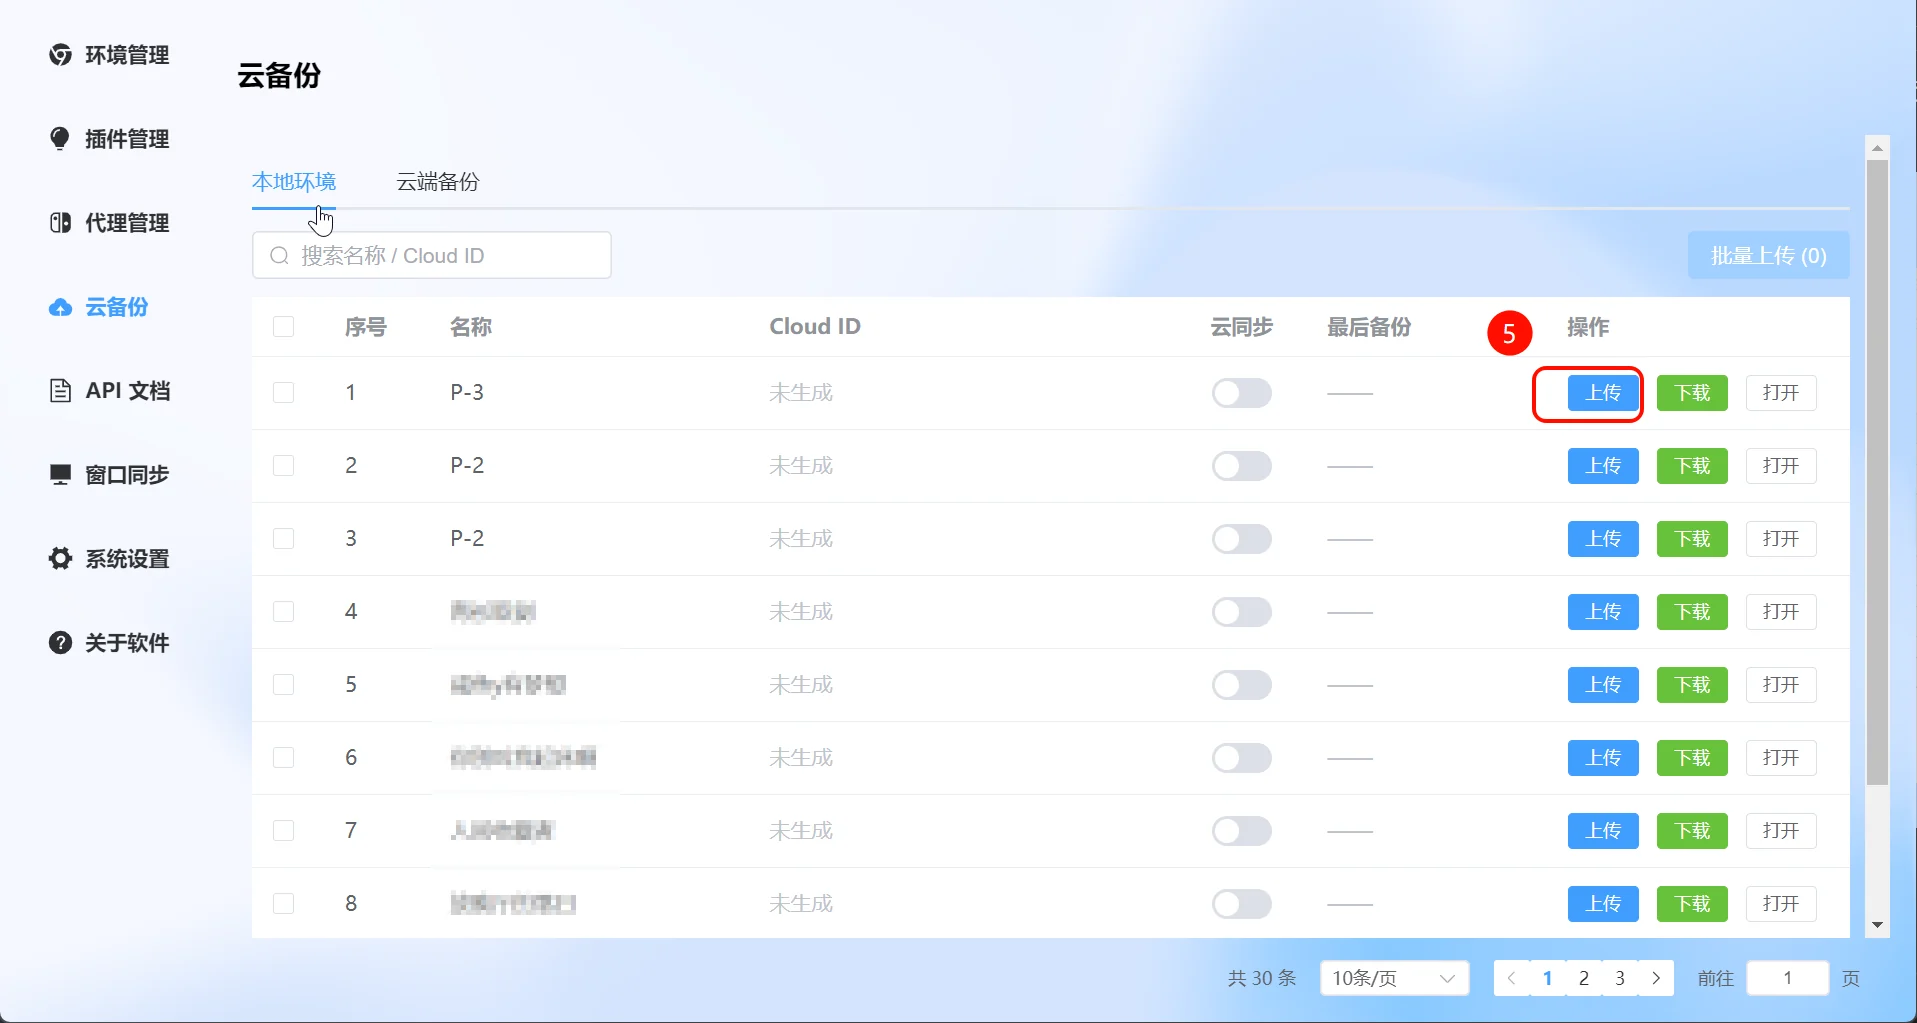 环境管理
插件管理
代理管理
云备份
API 文档
窗口同步
系统设置
关于软件
云备份
本地环境 云端备份
搜索名称 / Cloud ID
批量上传 (0)
序号 名称 Cloud ID 云同步 最后备份 5 操作
1 P-3 未生成 上传 下载 打开
2 P-2 未生成 上传 下载 打开
3 P-2 未生成 上传 下载 打开
4 未生成 上传 下载 打开
5 未生成 上传 下载 打开
6 未生成 上传 下载 打开
7 未生成 上传 下载 打开
8 未生成 上传 下载 打开
共 30 条 10条/页 1 2 3 前往 1 页